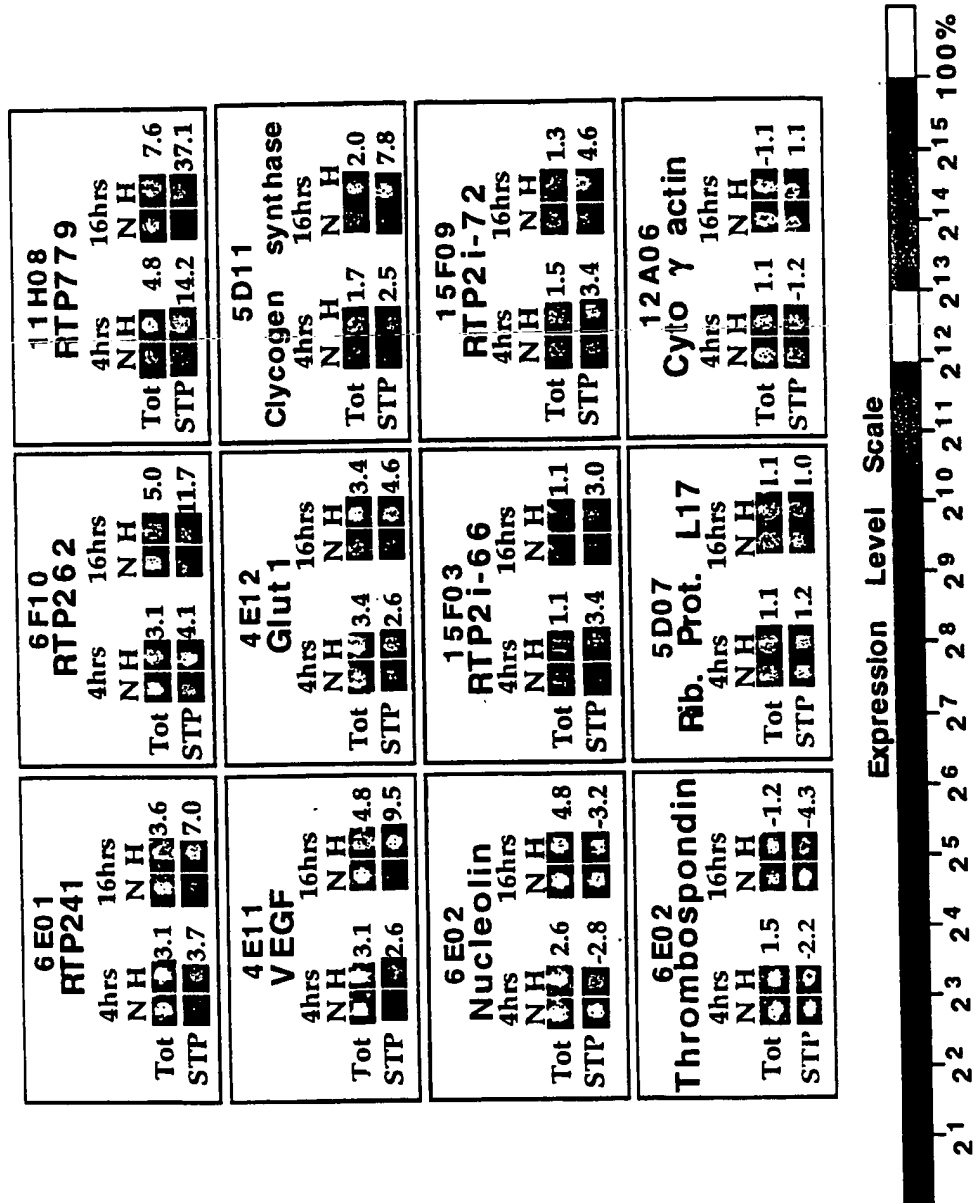 6E01
RTP241
4hrs 16hrs
N H N H
Tot 3.1 3.6
STP 3.7 7.0
6F10
RTP262
4hrs 16hrs
N H N H
Tot 3.1 5.0
STP 4.1 11.7
11H08
RTP779
4hrs 16hrs
N H N H
Tot 4.8 7.6
STP 14.2 37.1
4E11
VEGF
4hrs 16hrs
N H N H
Tot 3.1 4.8
STP 2.6 9.5
4E12
Glut1
4hrs 16hrs
N H N H
Tot 3.4 3.4
STP 2.6 4.6
5D11
Clycogen synthase
4hrs 16hrs
N H N H
Tot 1.7 2.0
STP 2.5 7.8
6E02
Nucleolin
4hrs 16hrs
N H N H
Tot 2.6 4.8
STP -2.8 -3.2
15F03
RTP2i-66
4hrs 16hrs
N H N H
Tot 1.1 1.1
STP 3.4 3.0
15F09
RTP2i-72
4hrs 16hrs
N H N H
Tot 1.5 1.3
STP 3.4 4.6
6E02
Thrombospondin
4hrs 16hrs
N H N H
Tot 1.5 -1.2
STP -2.2 -4.3
5D07
Rib. Prot. L17
4hrs 16hrs
N H N H
Tot 1.1 1.1
STP 1.2 1.0
12A06
Cyto γ actin
4hrs 16hrs
N H N H
Tot 1.1 -1.1
STP -1.2 1.1
Expression Level Scale
2¹ 2² 2³ 2⁴ 2⁵ 2⁶ 2⁷ 2⁸ 2⁹ 2¹⁰ 2¹¹ 2¹² 2¹³ 2¹⁴ 2¹⁵ 100%